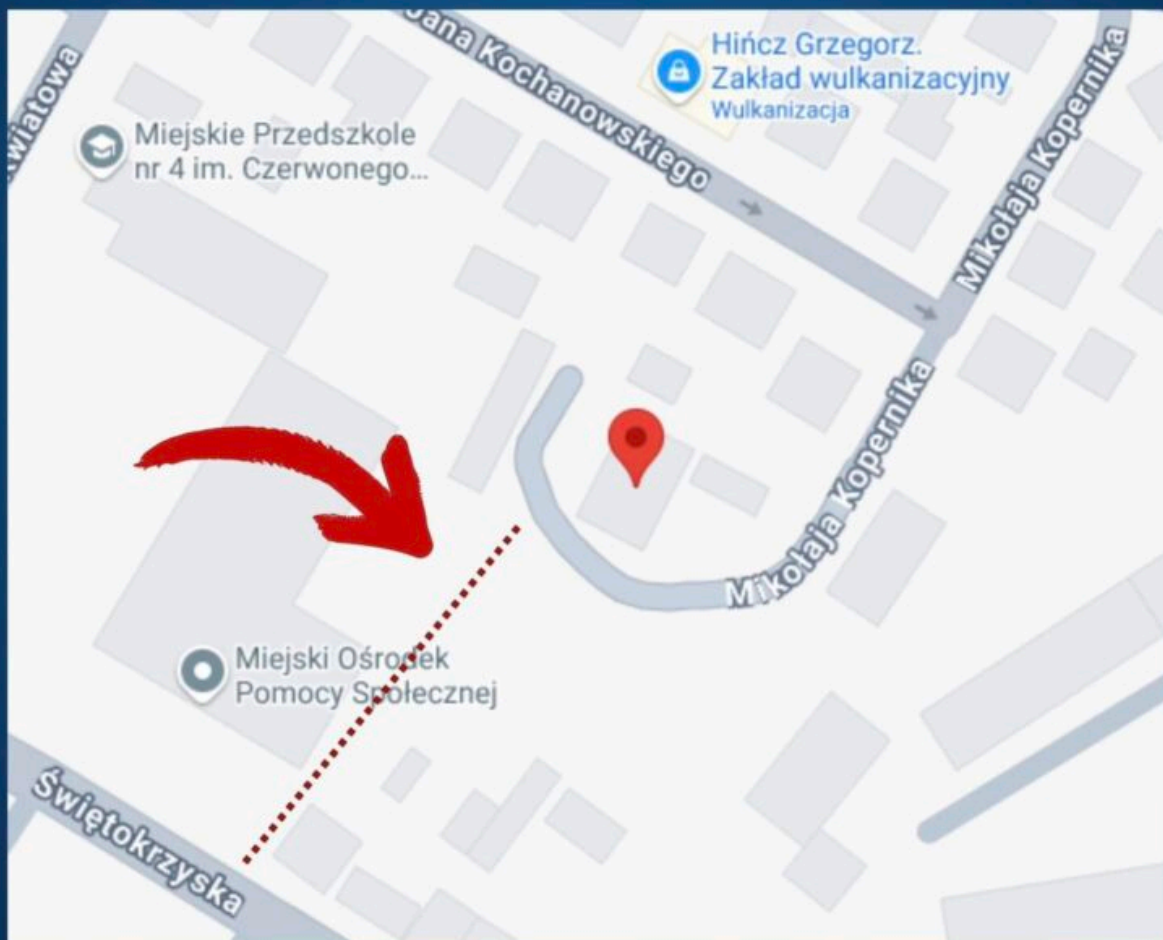 Jana Kochanowskiego
Hińcz Grzegorz.
Zakład wulkanizacyjny
Wulkanizacja
Mikołaja Kopernika
Kwiatowa
Miejskie Przedszkole
nr 4 im. Czerwonego...
Mikołaja Kopernika
Mikołaja Kopernika
Miejski Ośrodek
Pomocy Społecznej
Świętokrzyska